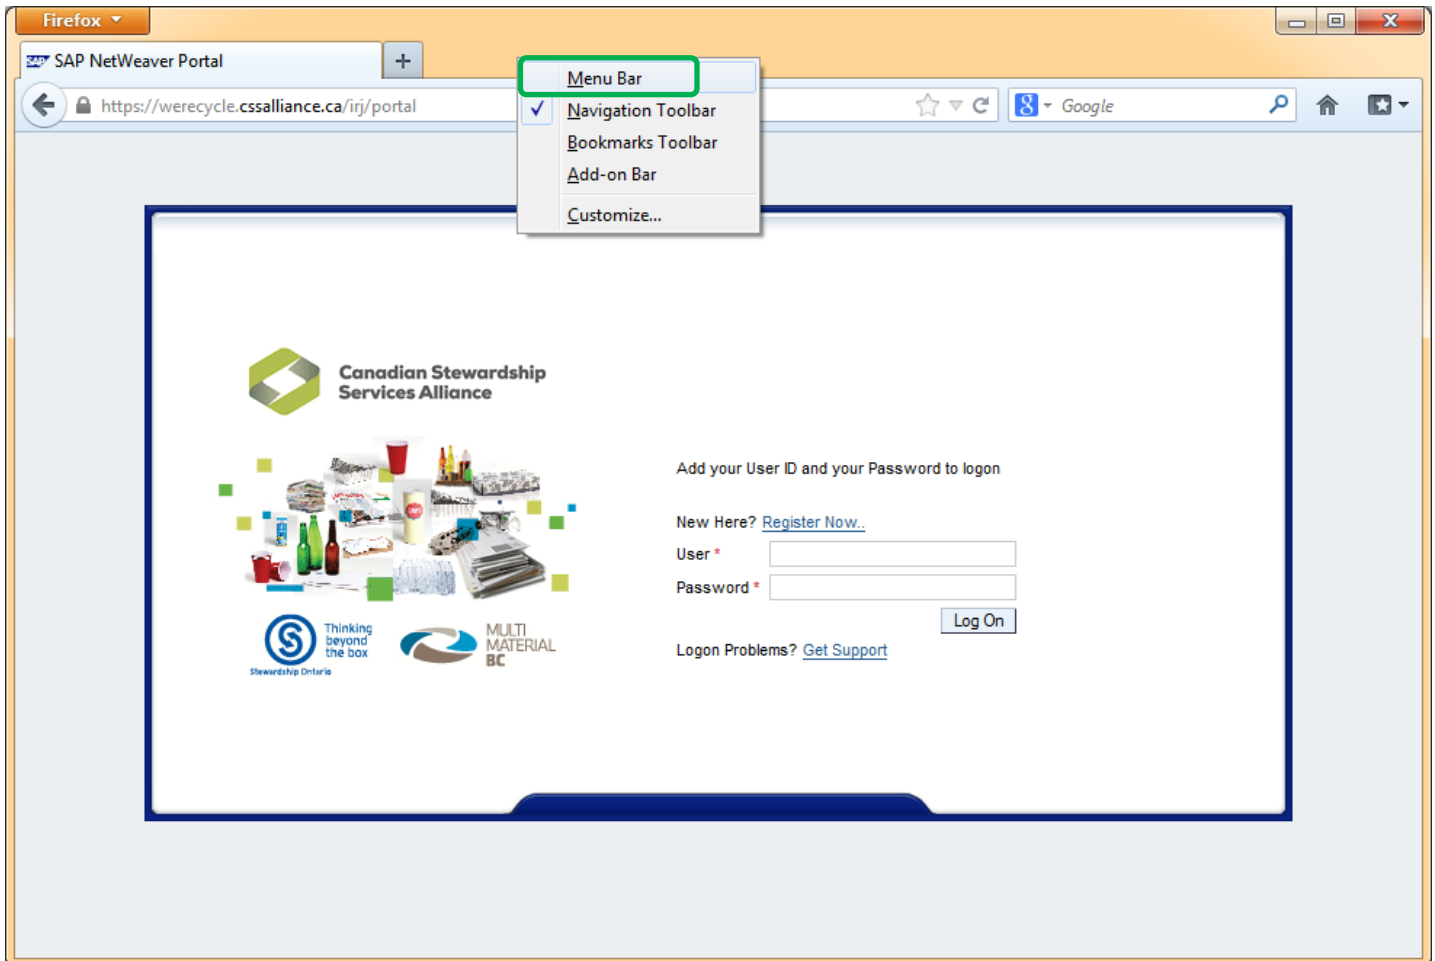 Firefox
SAP NetWeaver Portal
https://werecycle.cssalliance.ca/irj/portal
Google
Menu Bar
Navigation Toolbar
Bookmarks Toolbar
Add-on Bar
Customize...
Canadian Stewardship
Services Alliance
Add your User ID and your Password to logon
New Here? Register Now..
User *
Password *
Log On
Logon Problems? Get Support
Thinking
beyond
the box
Stewardship Ontario
MULTI
MATERIAL
BC